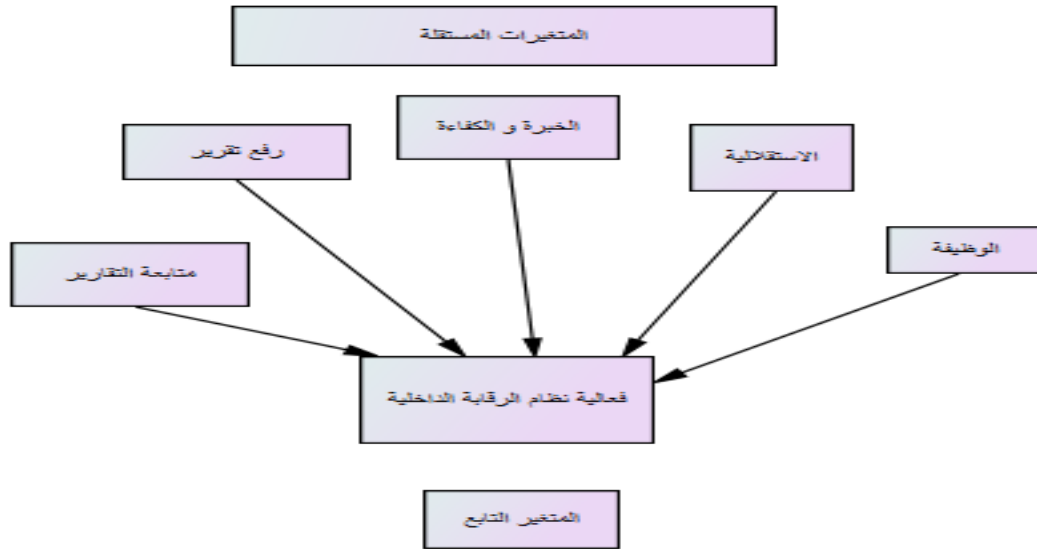 المتغيرات المستقلة
الخبرة و الكفاءة
رفع تقرير
الاستقلالية
متابعة التقارير
الوظيفة
فعالية نظام الرقابة الداخلية
المتغير التابع